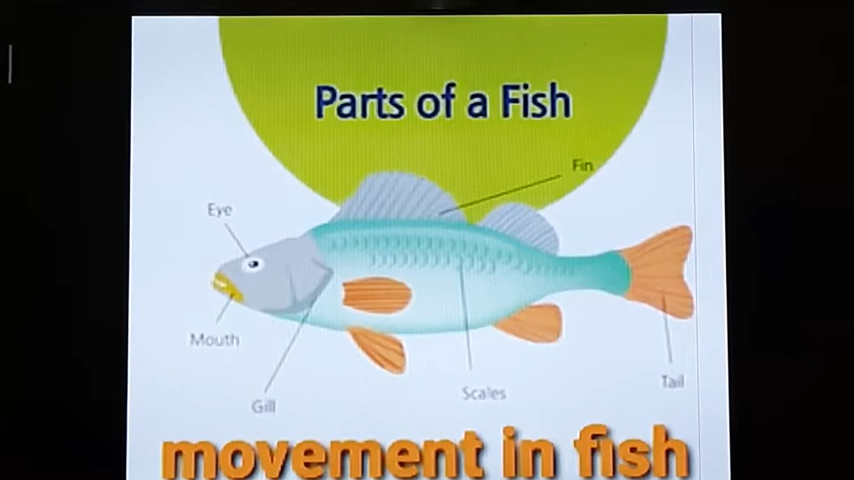 Parts of a Fish
Fin
Eye
Mouth
Gill
Scales
Tail
movement in fish